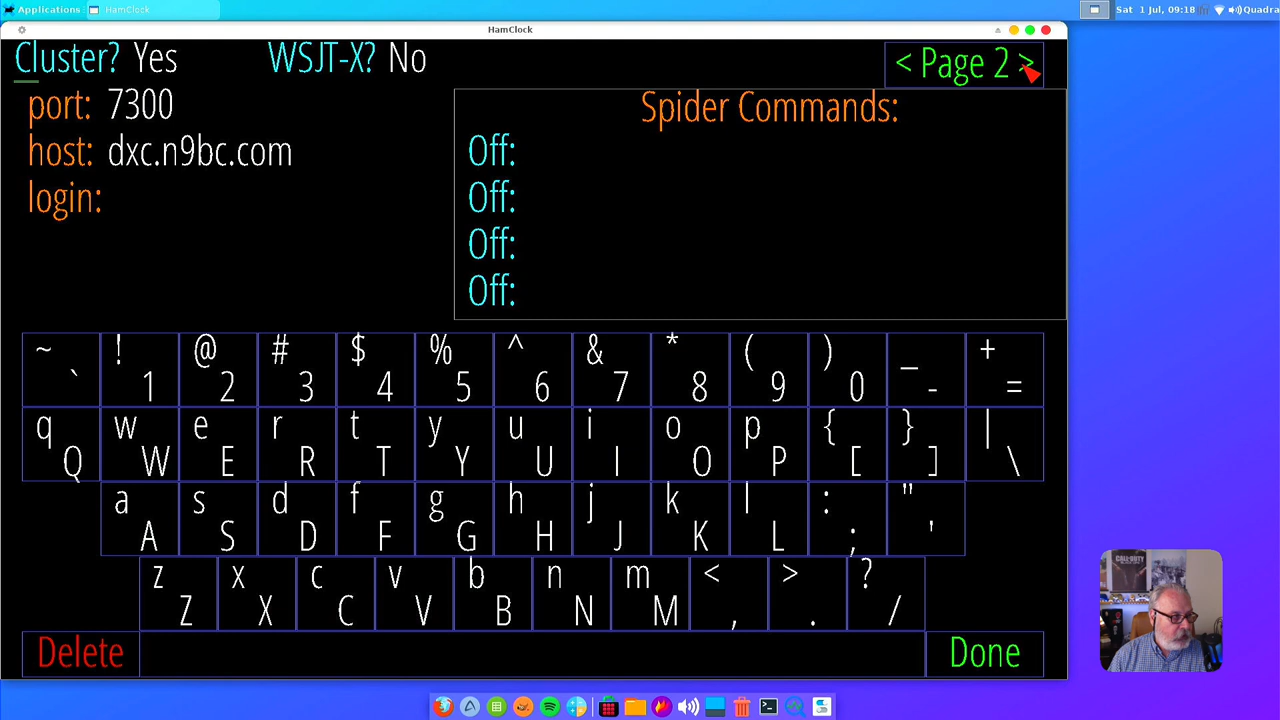 Applications
HamClock
Sat 1 Jul, 09:18
Quadra
HamClock
Cluster? Yes WSJT-X? No
< Page 2 >
port: 7300
host: dxc.n9bc.com
login:
Spider Commands:
Off:
Off:
Off:
Off:
~ ! @ # $ % ^ & * ( ) _ +
` 1 2 3 4 5 6 7 8 9 0 - =
q w e r t y u i o p { } |
Q W E R T Y U I O P [ ] \
a s d f g h j k l : "
A S D F G H J K L ; '
z x c v b n m < > ?
Z X C V B N M , . /
Delete
Done